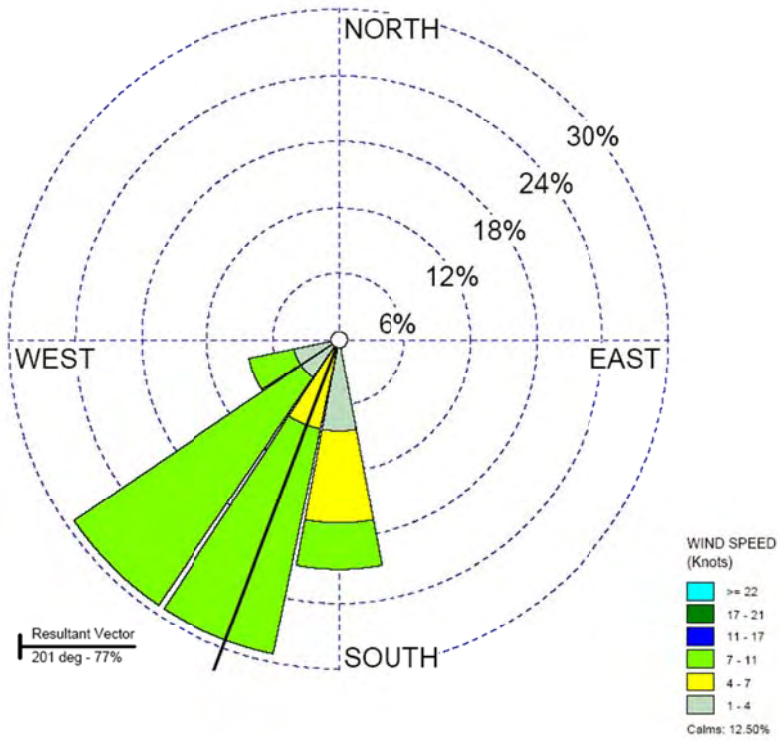 NORTH
30%
24%
18%
12%
6%
WEST
EAST
SOUTH
Resultant Vector
201 deg - 77%
WIND SPEED
(Knots)
>= 22
17 - 21
11 - 17
7 - 11
4 - 7
1 - 4
Calms: 12.50%